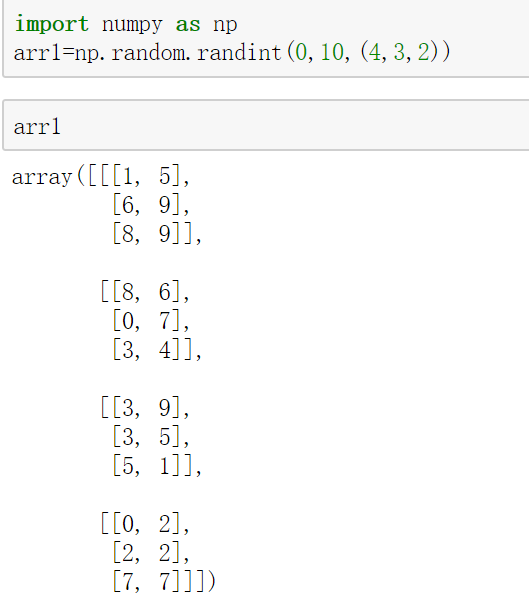 import numpy as np
arr1=np.random.randint(0,10,(4,3,2))
arr1
array([[[1, 5],
        [6, 9],
        [8, 9]],

       [[8, 6],
        [0, 7],
        [3, 4]],

       [[3, 9],
        [3, 5],
        [5, 1]],

       [[0, 2],
        [2, 2],
        [7, 7]]])